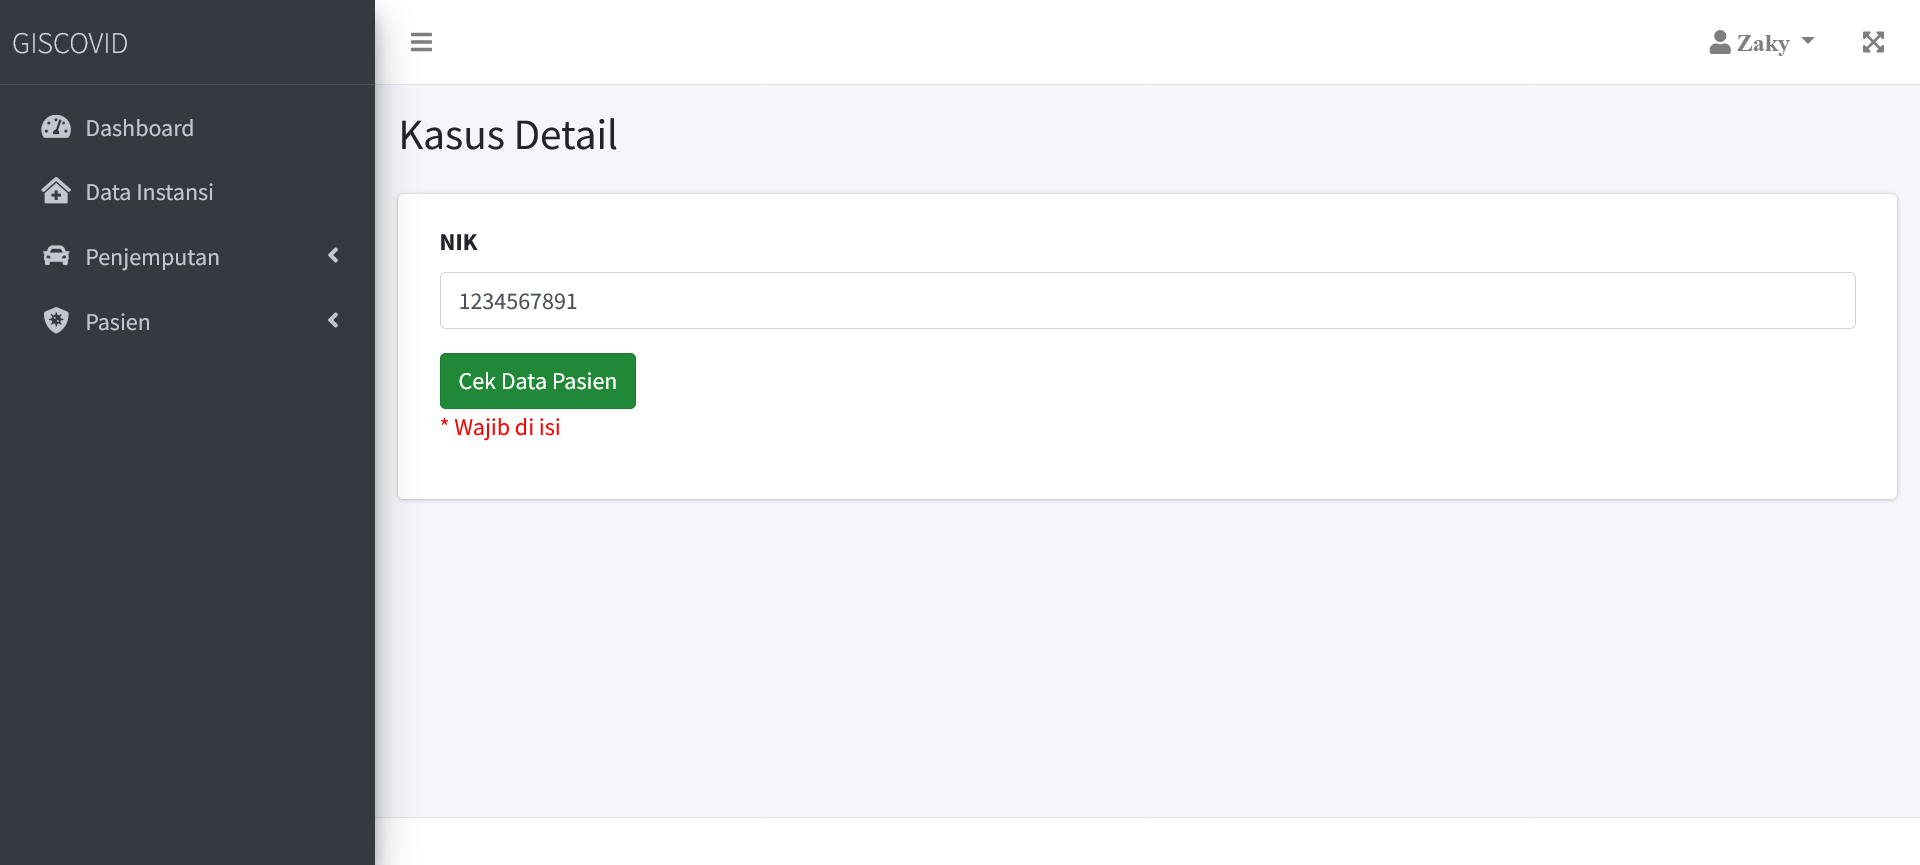 GISCOVID
Zaky
Dashboard
Data Instansi
Penjemputan
Pasien
Kasus Detail
NIK
1234567891
Cek Data Pasien
* Wajib di isi